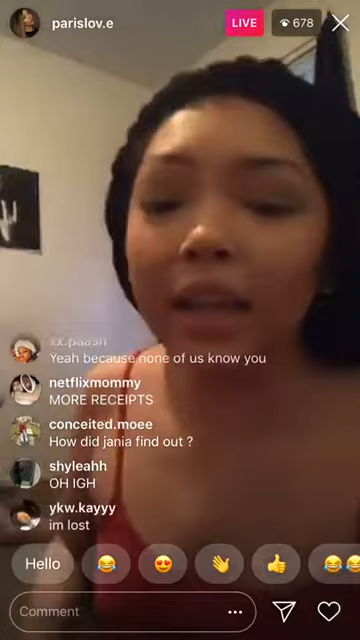 parislov.e
LIVE
678
Yeah because none of us know you
netflixmommy
MORE RECEIPTS
conceited.moee
How did jania find out ?
shyleahh
OH IGH
ykw.kayyy
im lost
Hello
Comment